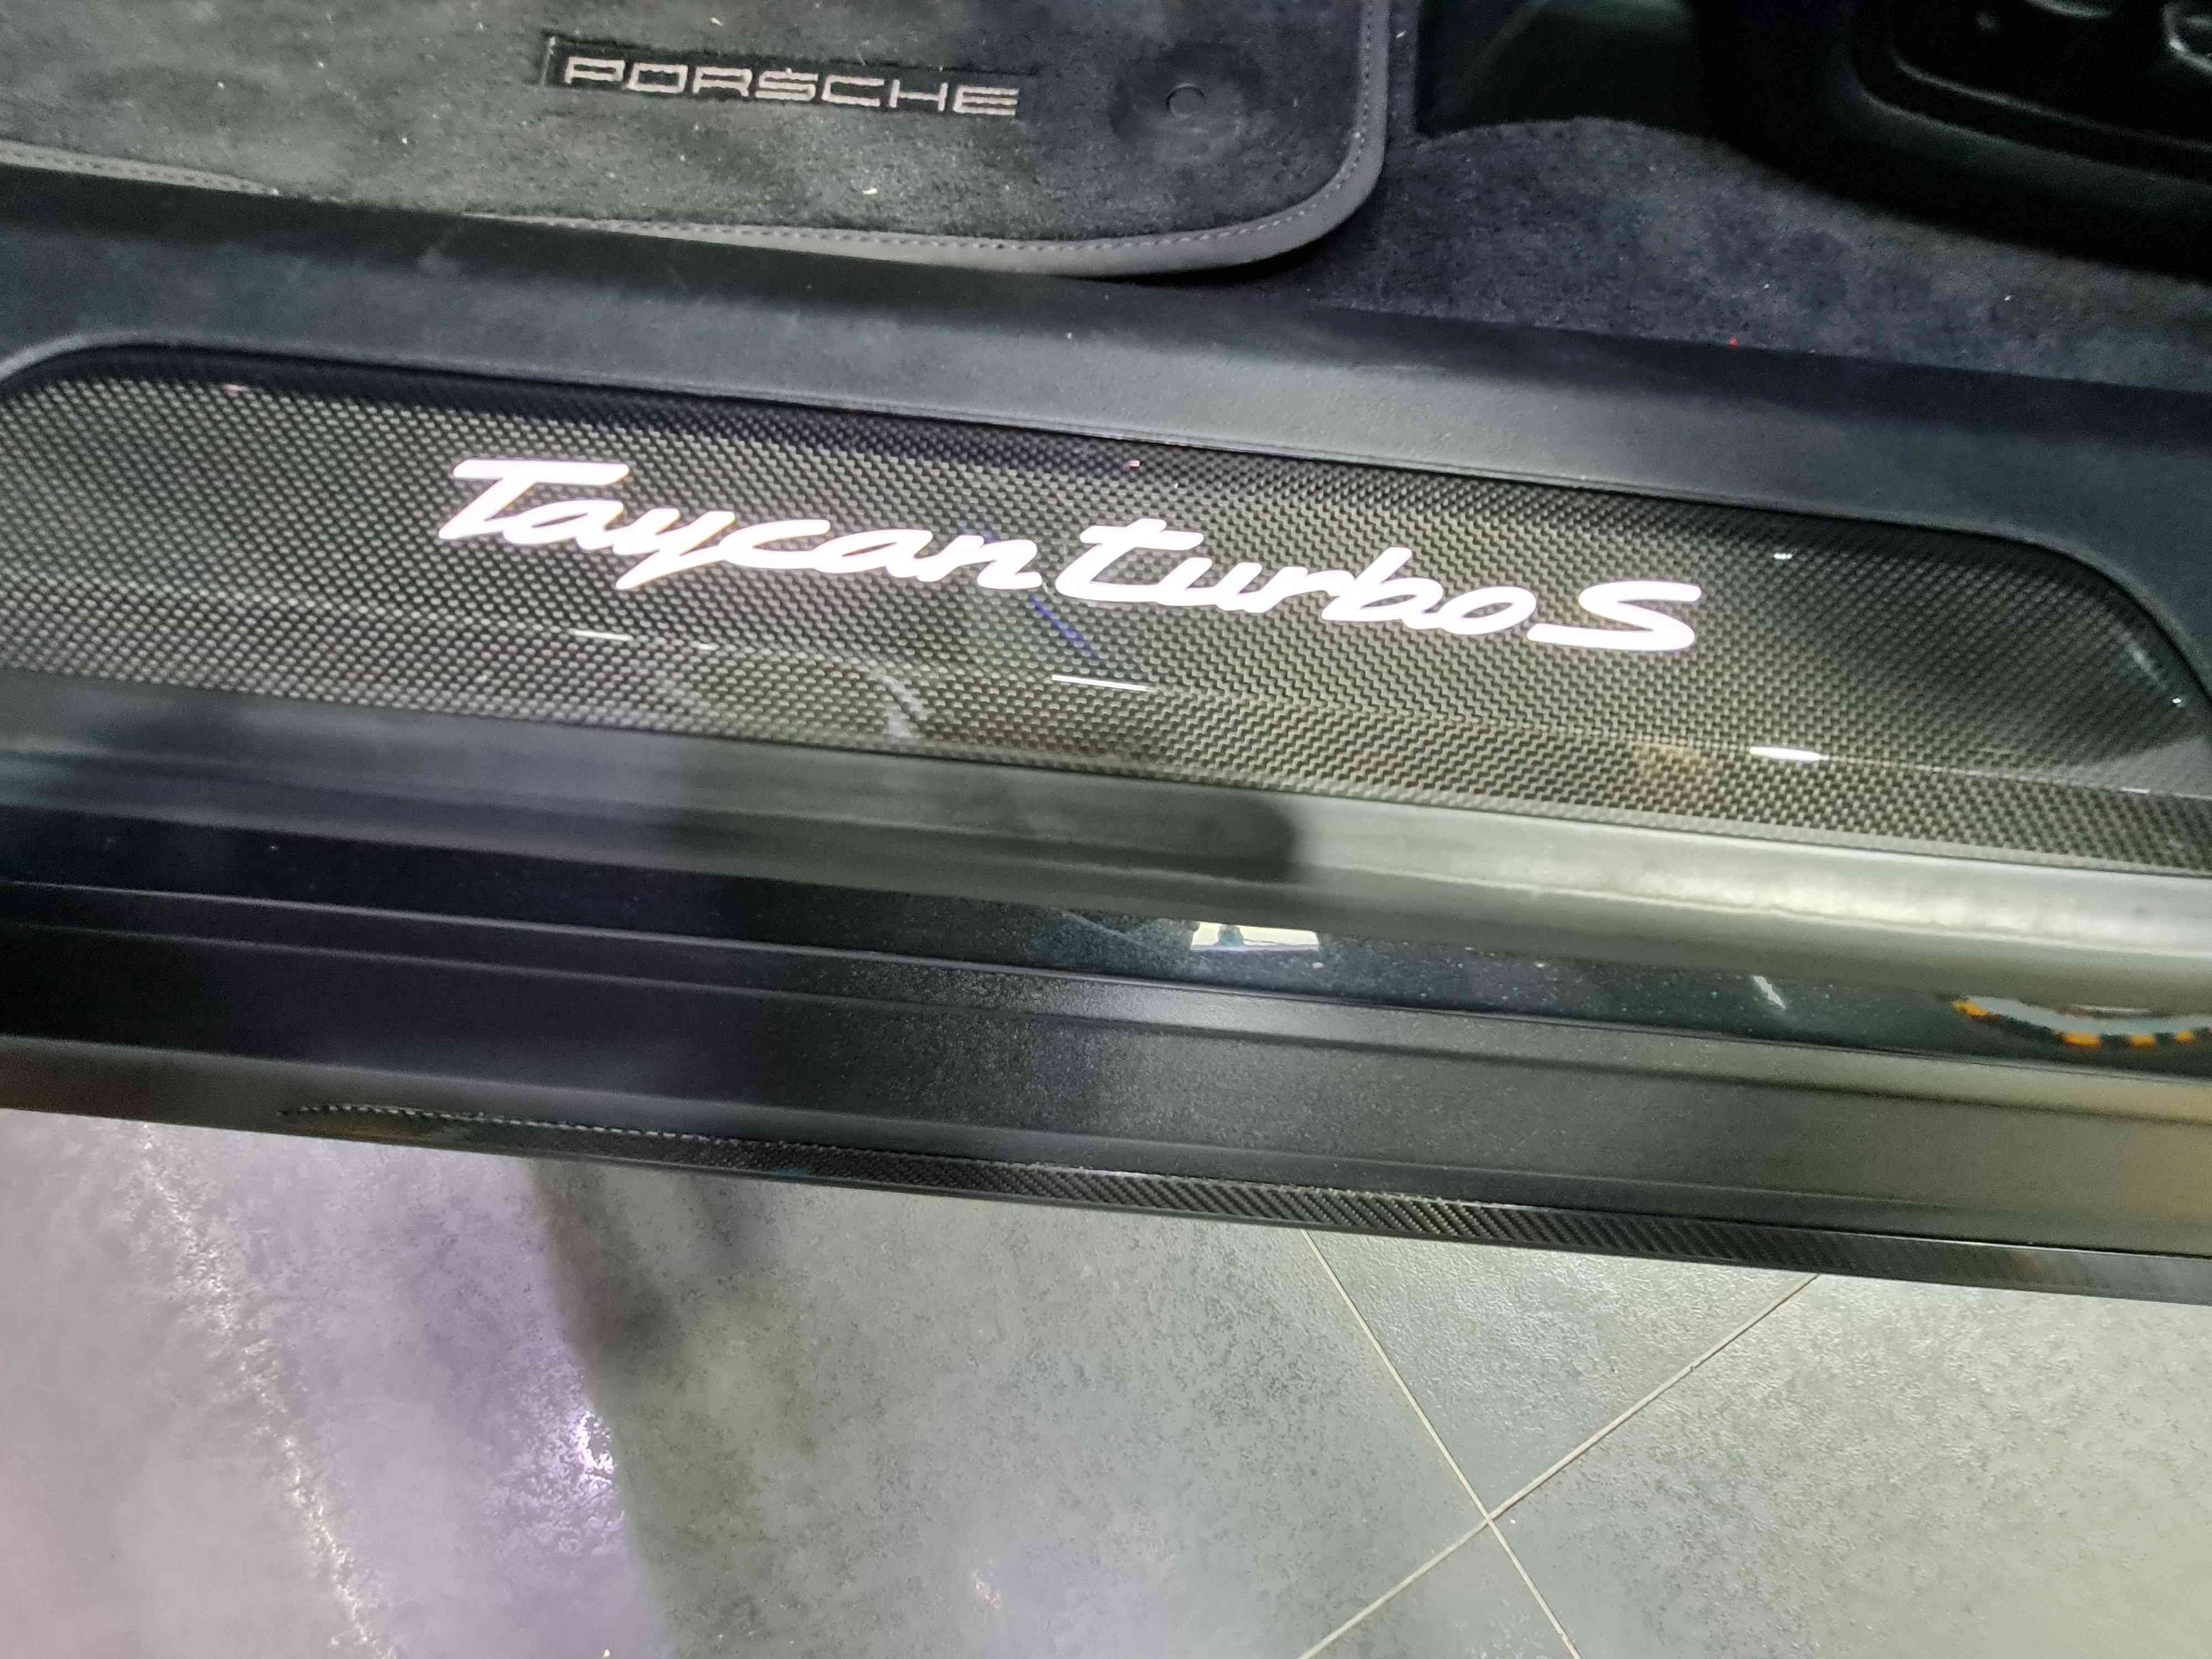 PORSCHE
Taycan turbo S